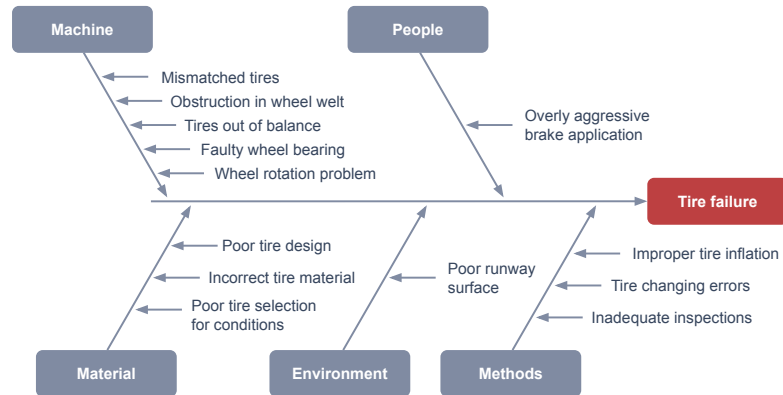 Machine
People
Mismatched tires
Obstruction in wheel welt
Tires out of balance
Faulty wheel bearing
Wheel rotation problem
Overly aggressive
brake application
Tire failure
Poor tire design
Incorrect tire material
Poor tire selection
for conditions
Poor runway
surface
Improper tire inflation
Tire changing errors
Inadequate inspections
Material
Environment
Methods